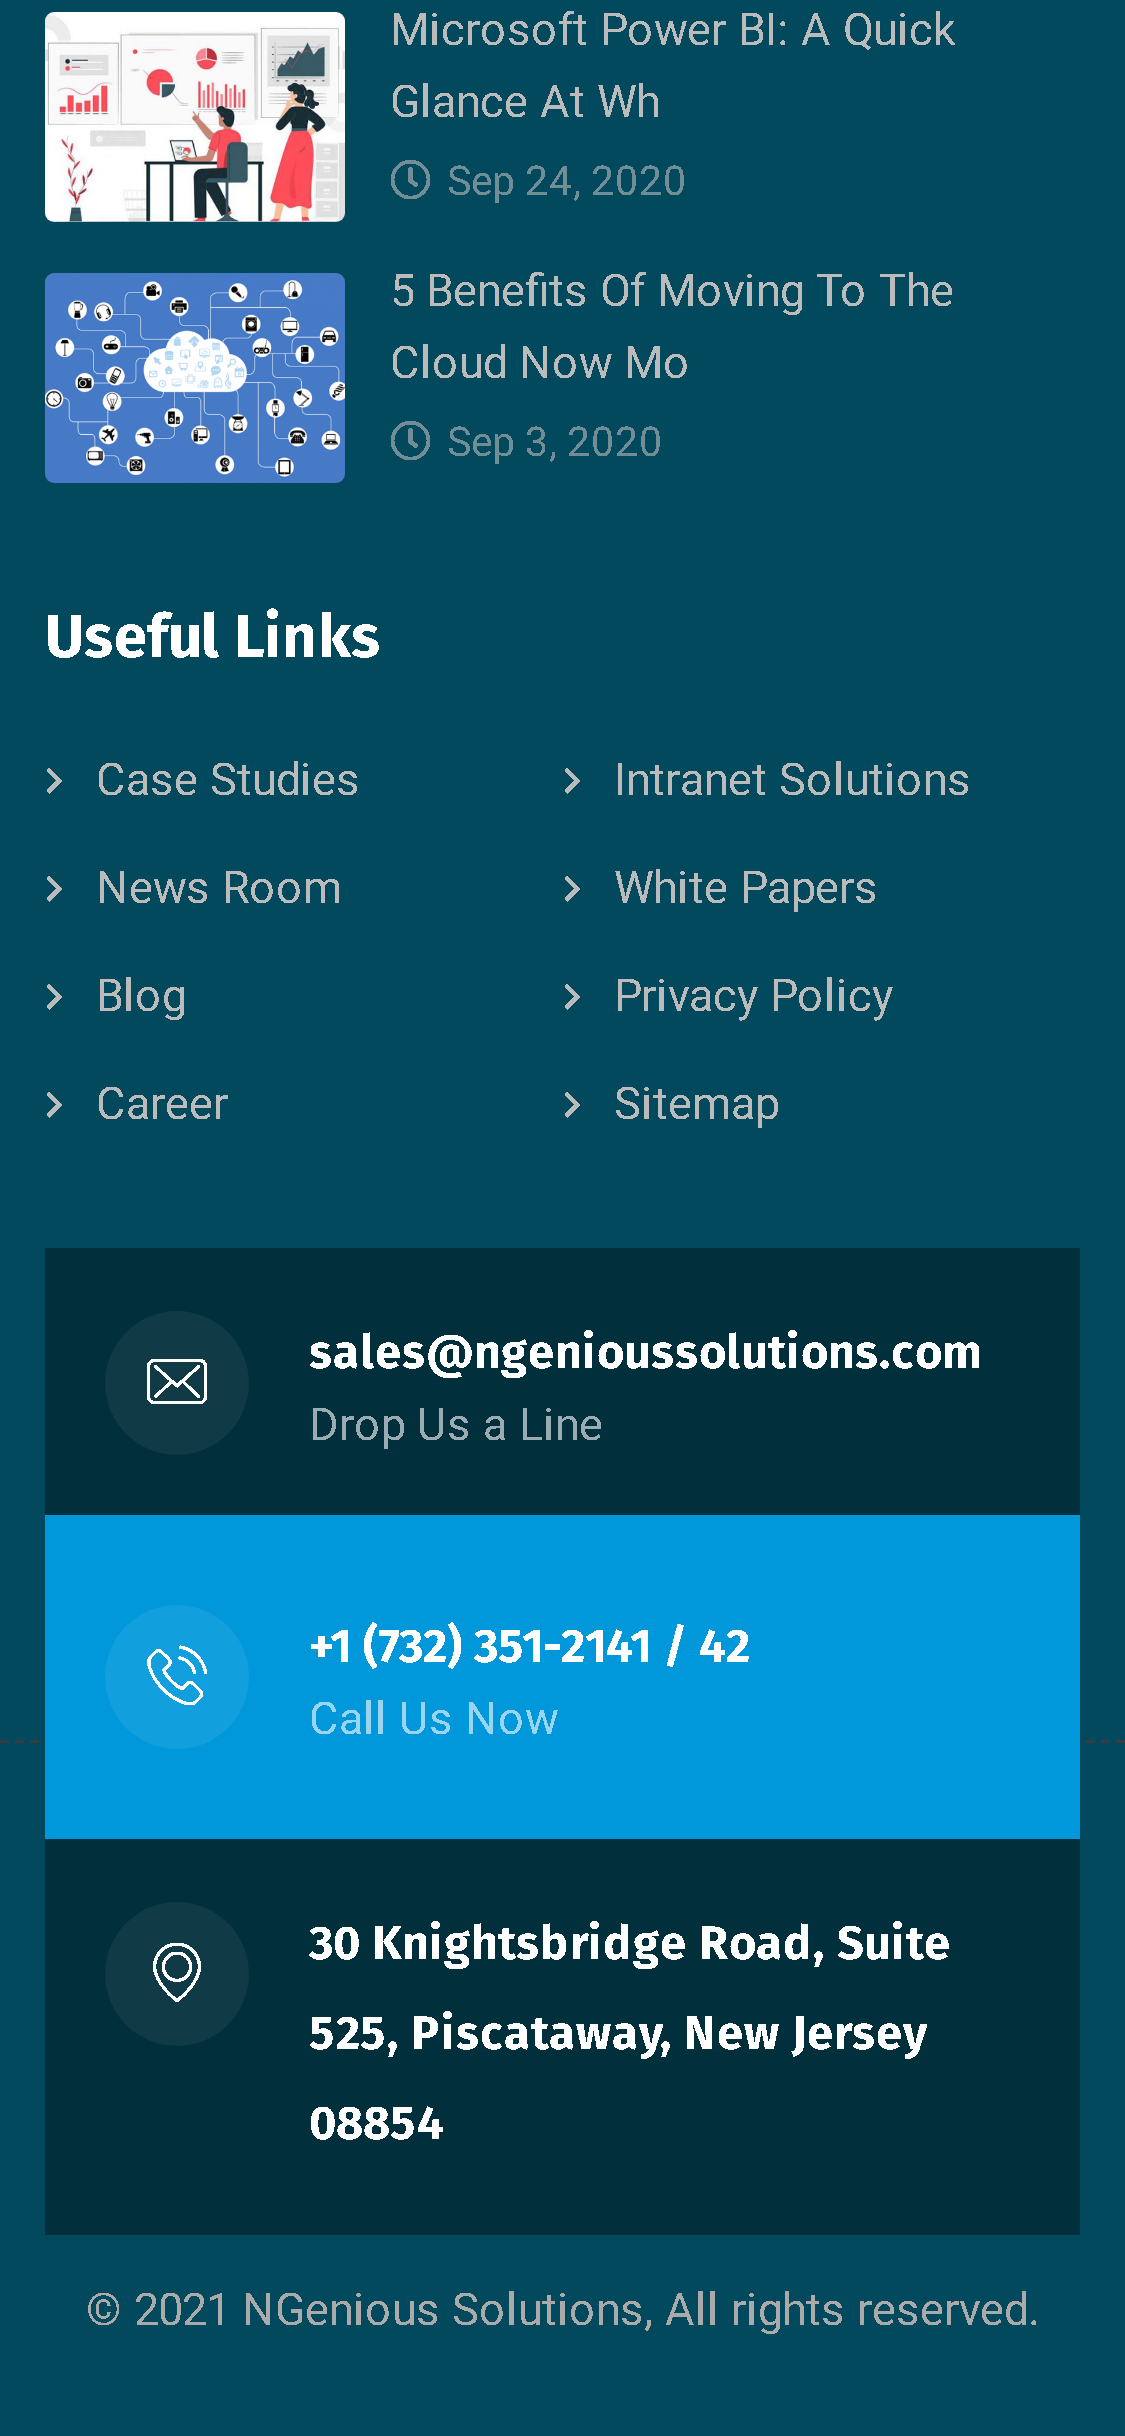 Microsoft Power BI: A Quick
Glance At Wh
Sep 24, 2020
5 Benefits Of Moving To The
Cloud Now Mo
Sep 3, 2020
Useful Links
Case Studies
Intranet Solutions
News Room
White Papers
Blog
Privacy Policy
Career
Sitemap
sales@ngenioussolutions.com
Drop Us a Line
+1 (732) 351-2141 / 42
Call Us Now
30 Knightsbridge Road, Suite
525, Piscataway, New Jersey
08854
© 2021 NGenious Solutions, All rights reserved.